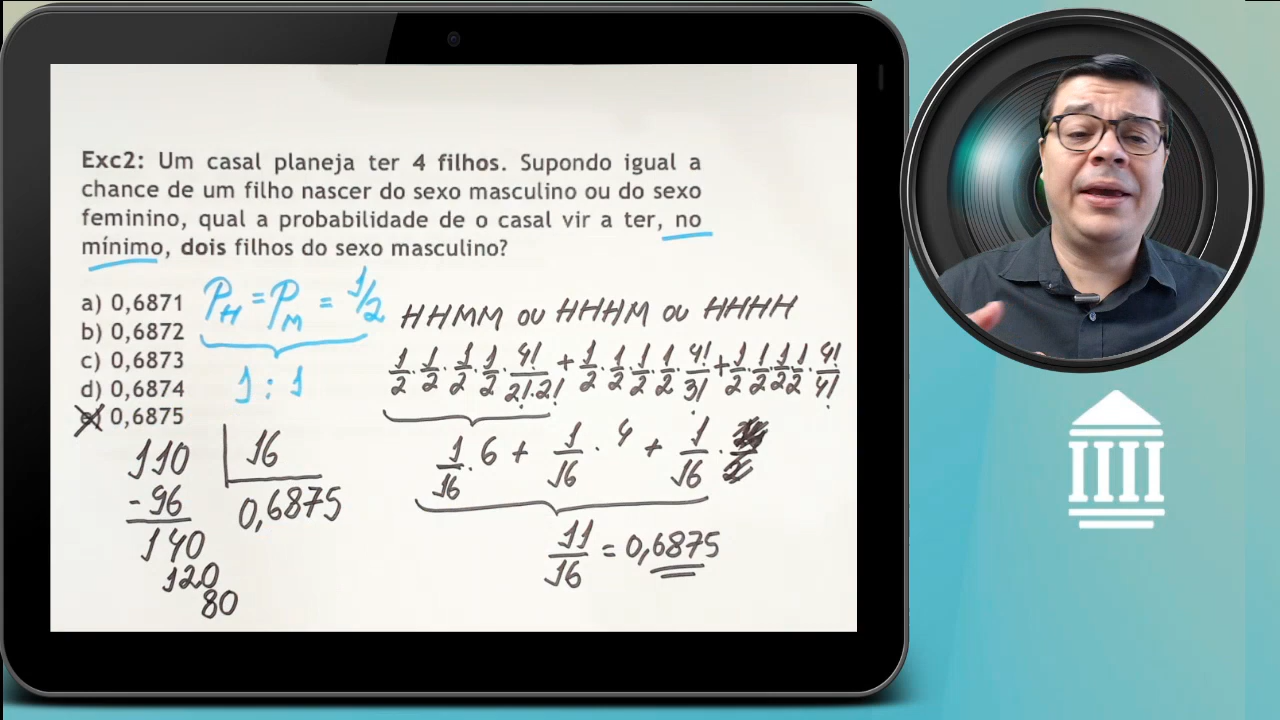 Exc2: Um casal planeja ter 4 filhos. Supondo igual a
chance de um filho nascer do sexo masculino ou do sexo
feminino, qual a probabilidade de o casal vir a ter, no
mínimo, dois filhos do sexo masculino?
a) 0,6871
b) 0,6872
c) 0,6873
d) 0,6874
e) 0,6875
P_H = P_M = 1/2
1 : 1
HHMM ou HHHM ou HHHH
1/2 · 1/2 · 1/2 · 1/2 · 4!/2!·2! + 1/2 · 1/2 · 1/2 · 1/2 · 4!/3! + 1/2 · 1/2 · 1/2 · 1/2 · 4!/4!
1/16 · 6 + 1/16 · 4 + 1/16 ·
11/16 = 0,6875
110 16
- 96 0,6875
140
120
80